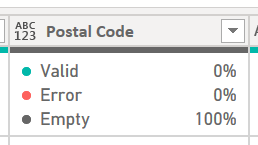 ABC
123 Postal Code
Valid 0%
Error 0%
Empty 100%